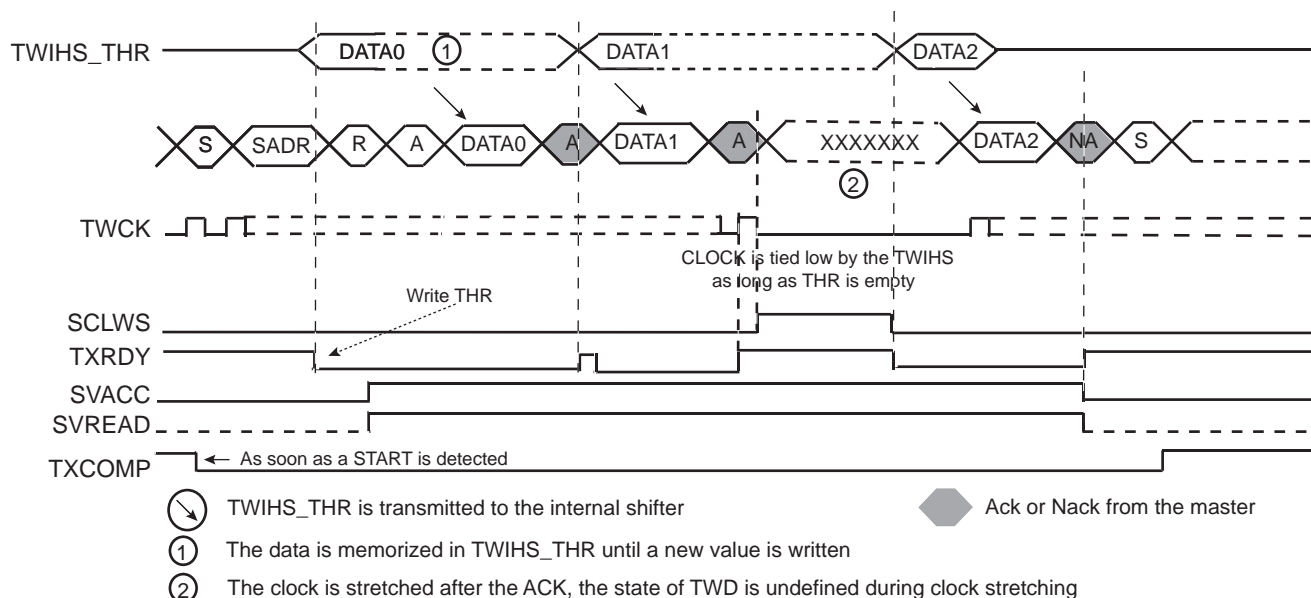 TWIHS_THR DATA0 1 DATA1 DATA2
S SADR R A DATA0 A DATA1 A XXXXXXX DATA2 NA S
2
TWCK
CLOCK is tied low by the TWIHS
as long as THR is empty
Write THR
SCLWS
TXRDY
SVACC
SVREAD
TXCOMP As soon as a START is detected
TWIHS_THR is transmitted to the internal shifter Ack or Nack from the master
1 The data is memorized in TWIHS_THR until a new value is written
2 The clock is stretched after the ACK, the state of TWD is undefined during clock stretching